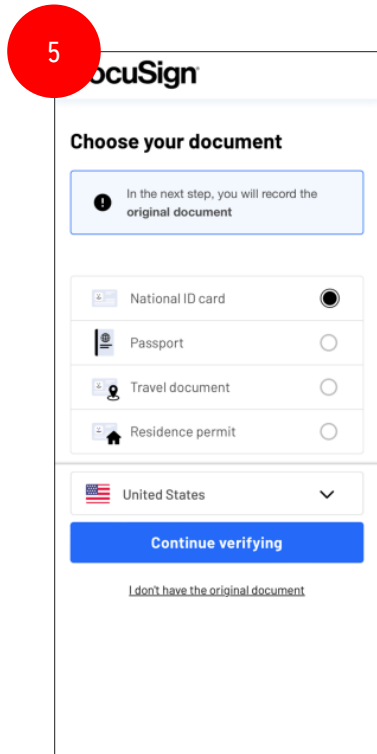 5
ocuSign
Choose your document
In the next step, you will record the
original document
National ID card
Passport
Travel document
Residence permit
United States
Continue verifying
I don't have the original document